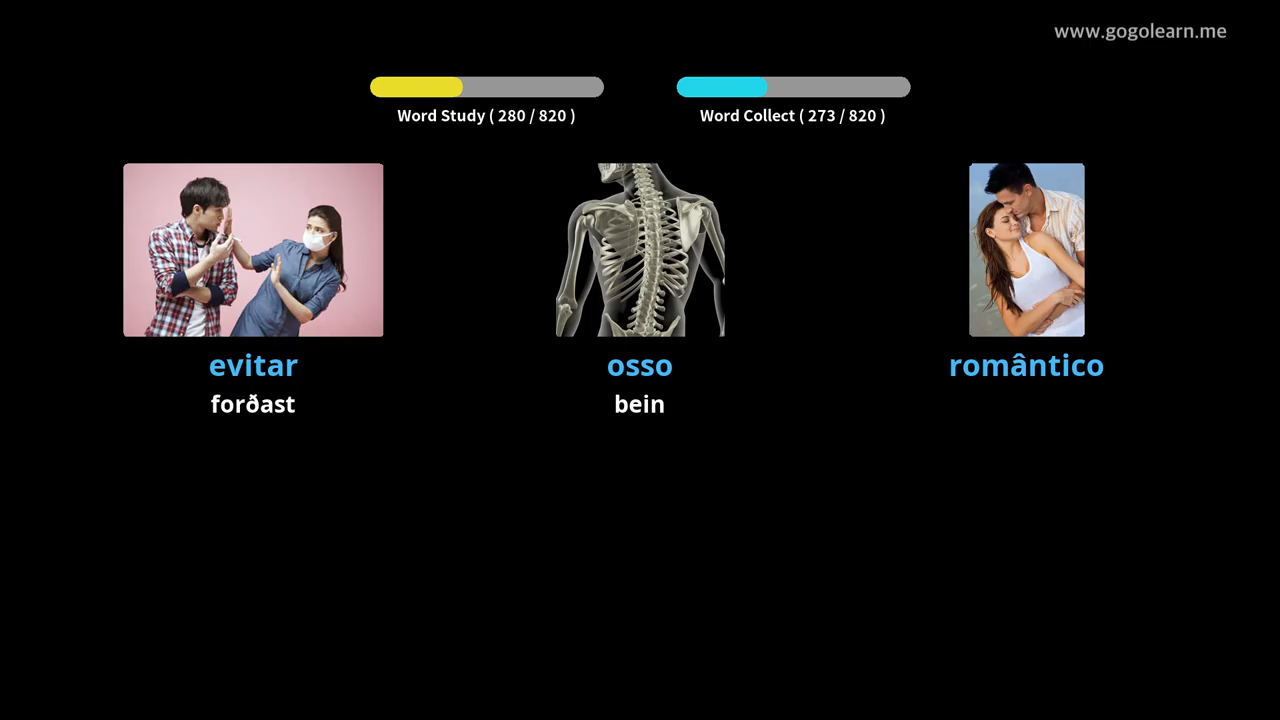 www.gogolearn.me
Word Study ( 280 / 820 )
Word Collect ( 273 / 820 )
evitar
forðast
osso
bein
romântico